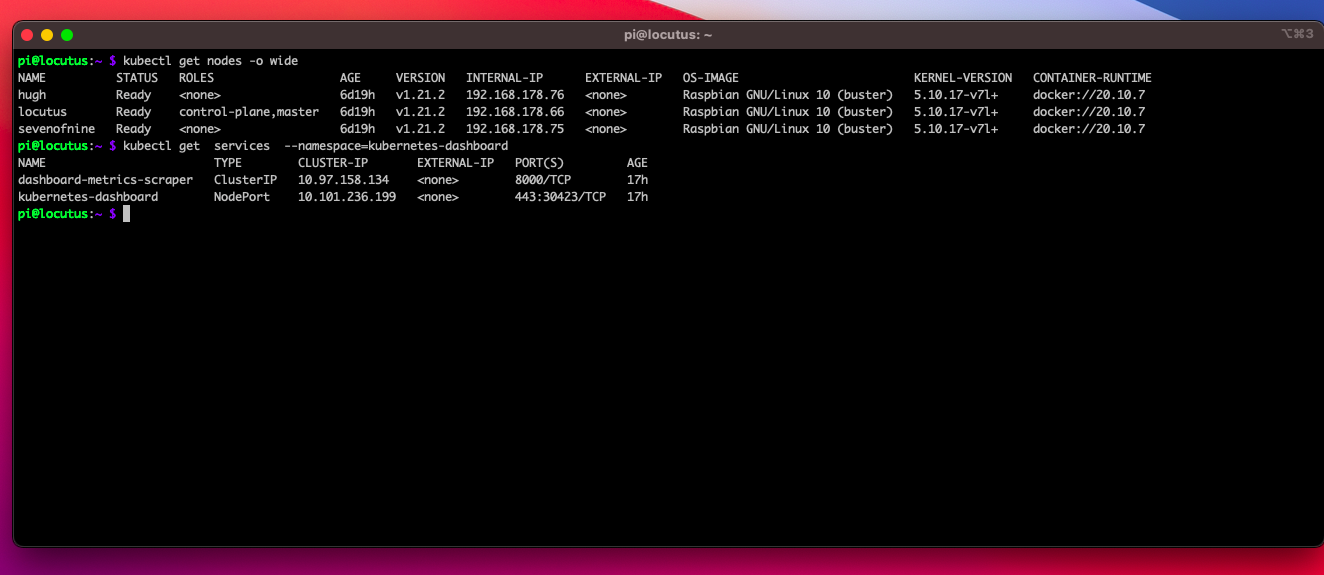 pi@locutus: ~
⌥⌘3
pi@locutus:~ $ kubectl get nodes -o wide
NAME         STATUS   ROLES                  AGE     VERSION   INTERNAL-IP      EXTERNAL-IP   OS-IMAGE                         KERNEL-VERSION   CONTAINER-RUNTIME
hugh         Ready    <none>                 6d19h   v1.21.2   192.168.178.76   <none>        Raspbian GNU/Linux 10 (buster)   5.10.17-v7l+     docker://20.10.7
locutus      Ready    control-plane,master   6d19h   v1.21.2   192.168.178.66   <none>        Raspbian GNU/Linux 10 (buster)   5.10.17-v7l+     docker://20.10.7
sevenofnine  Ready    <none>                 6d19h   v1.21.2   192.168.178.75   <none>        Raspbian GNU/Linux 10 (buster)   5.10.17-v7l+     docker://20.10.7
pi@locutus:~ $ kubectl get  services  --namespace=kubernetes-dashboard
NAME                        TYPE        CLUSTER-IP       EXTERNAL-IP   PORT(S)         AGE
dashboard-metrics-scraper   ClusterIP   10.97.158.134    <none>        8000/TCP        17h
kubernetes-dashboard        NodePort    10.101.236.199   <none>        443:30423/TCP   17h
pi@locutus:~ $